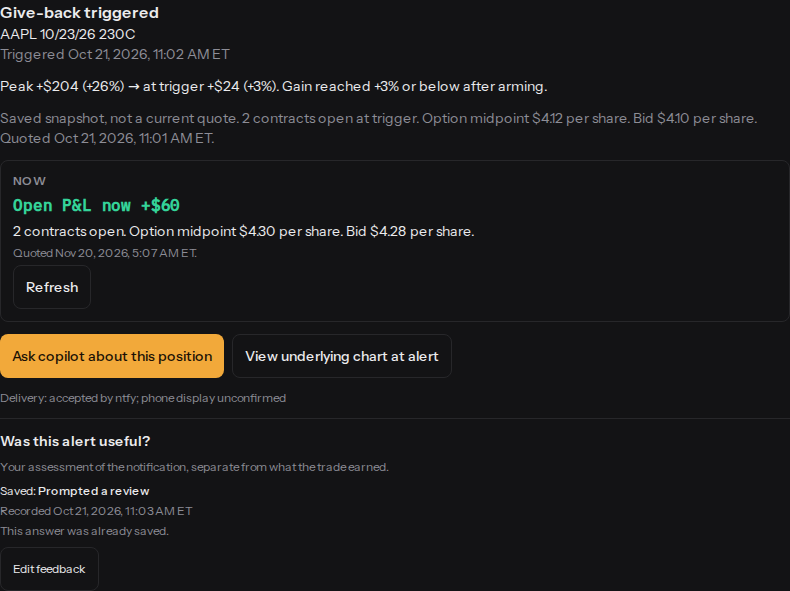 Give-back triggered
AAPL 10/23/26 230C
Triggered Oct 21, 2026, 11:02 AM ET
Peak +$204 (+26%) → at trigger +$24 (+3%). Gain reached +3% or below after arming.
Saved snapshot, not a current quote. 2 contracts open at trigger. Option midpoint $4.12 per share. Bid $4.10 per share.
Quoted Oct 21, 2026, 11:01 AM ET.
NOW
Open P&L now +$60
2 contracts open. Option midpoint $4.30 per share. Bid $4.28 per share.
Quoted Nov 20, 2026, 5:07 AM ET.
Refresh
Ask copilot about this position
View underlying chart at alert
Delivery: accepted by ntfy; phone display unconfirmed
Was this alert useful?
Your assessment of the notification, separate from what the trade earned.
Saved: Prompted a review
Recorded Oct 21, 2026, 11:03 AM ET
This answer was already saved.
Edit feedback